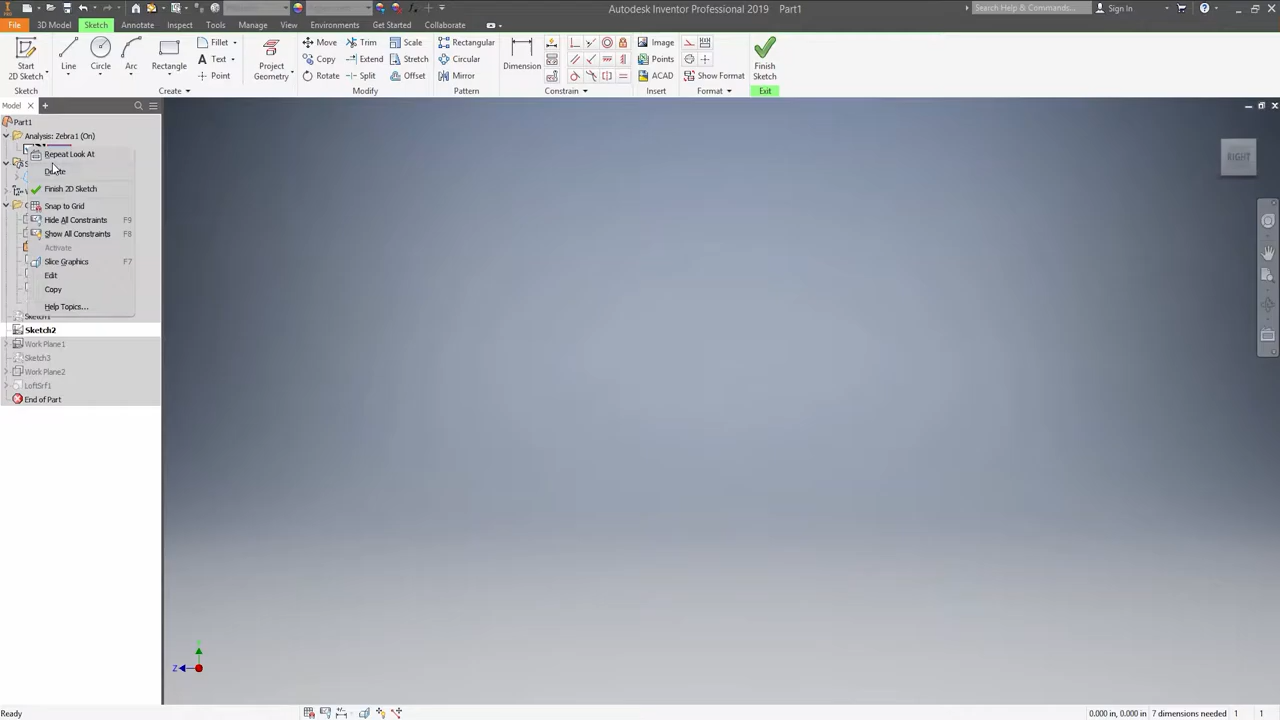 Autodesk Inventor Professional 2019 Part1
Search Help & Commands...
Sign In
File 3D Model Sketch Annotate Inspect Tools Manage View Environments Get Started Collaborate
Start 2D Sketch
Line Circle Arc Rectangle
Fillet
Text
Point
Project Geometry
Move Trim Scale
Copy Extend Stretch
Rotate Split Offset
Rectangular
Circular
Mirror
Dimension
Image
Points
ACAD
Show Format
Finish Sketch
Sketch Create Modify Pattern Constrain Insert Format Exit
Model
Part1
Analysis: Zebra1 (On)
Repeat Look At
Delete
Finish 2D Sketch
Snap to Grid
Hide All Constraints F9
Show All Constraints F8
Activate
Slice Graphics F7
Edit
Copy
Help Topics...
Sketch1
Sketch2
Work Plane1
Sketch3
Work Plane2
LoftSrf1
End of Part
RIGHT
Z
Ready
0.000 in, 0.000 in 7 dimensions needed 1 1